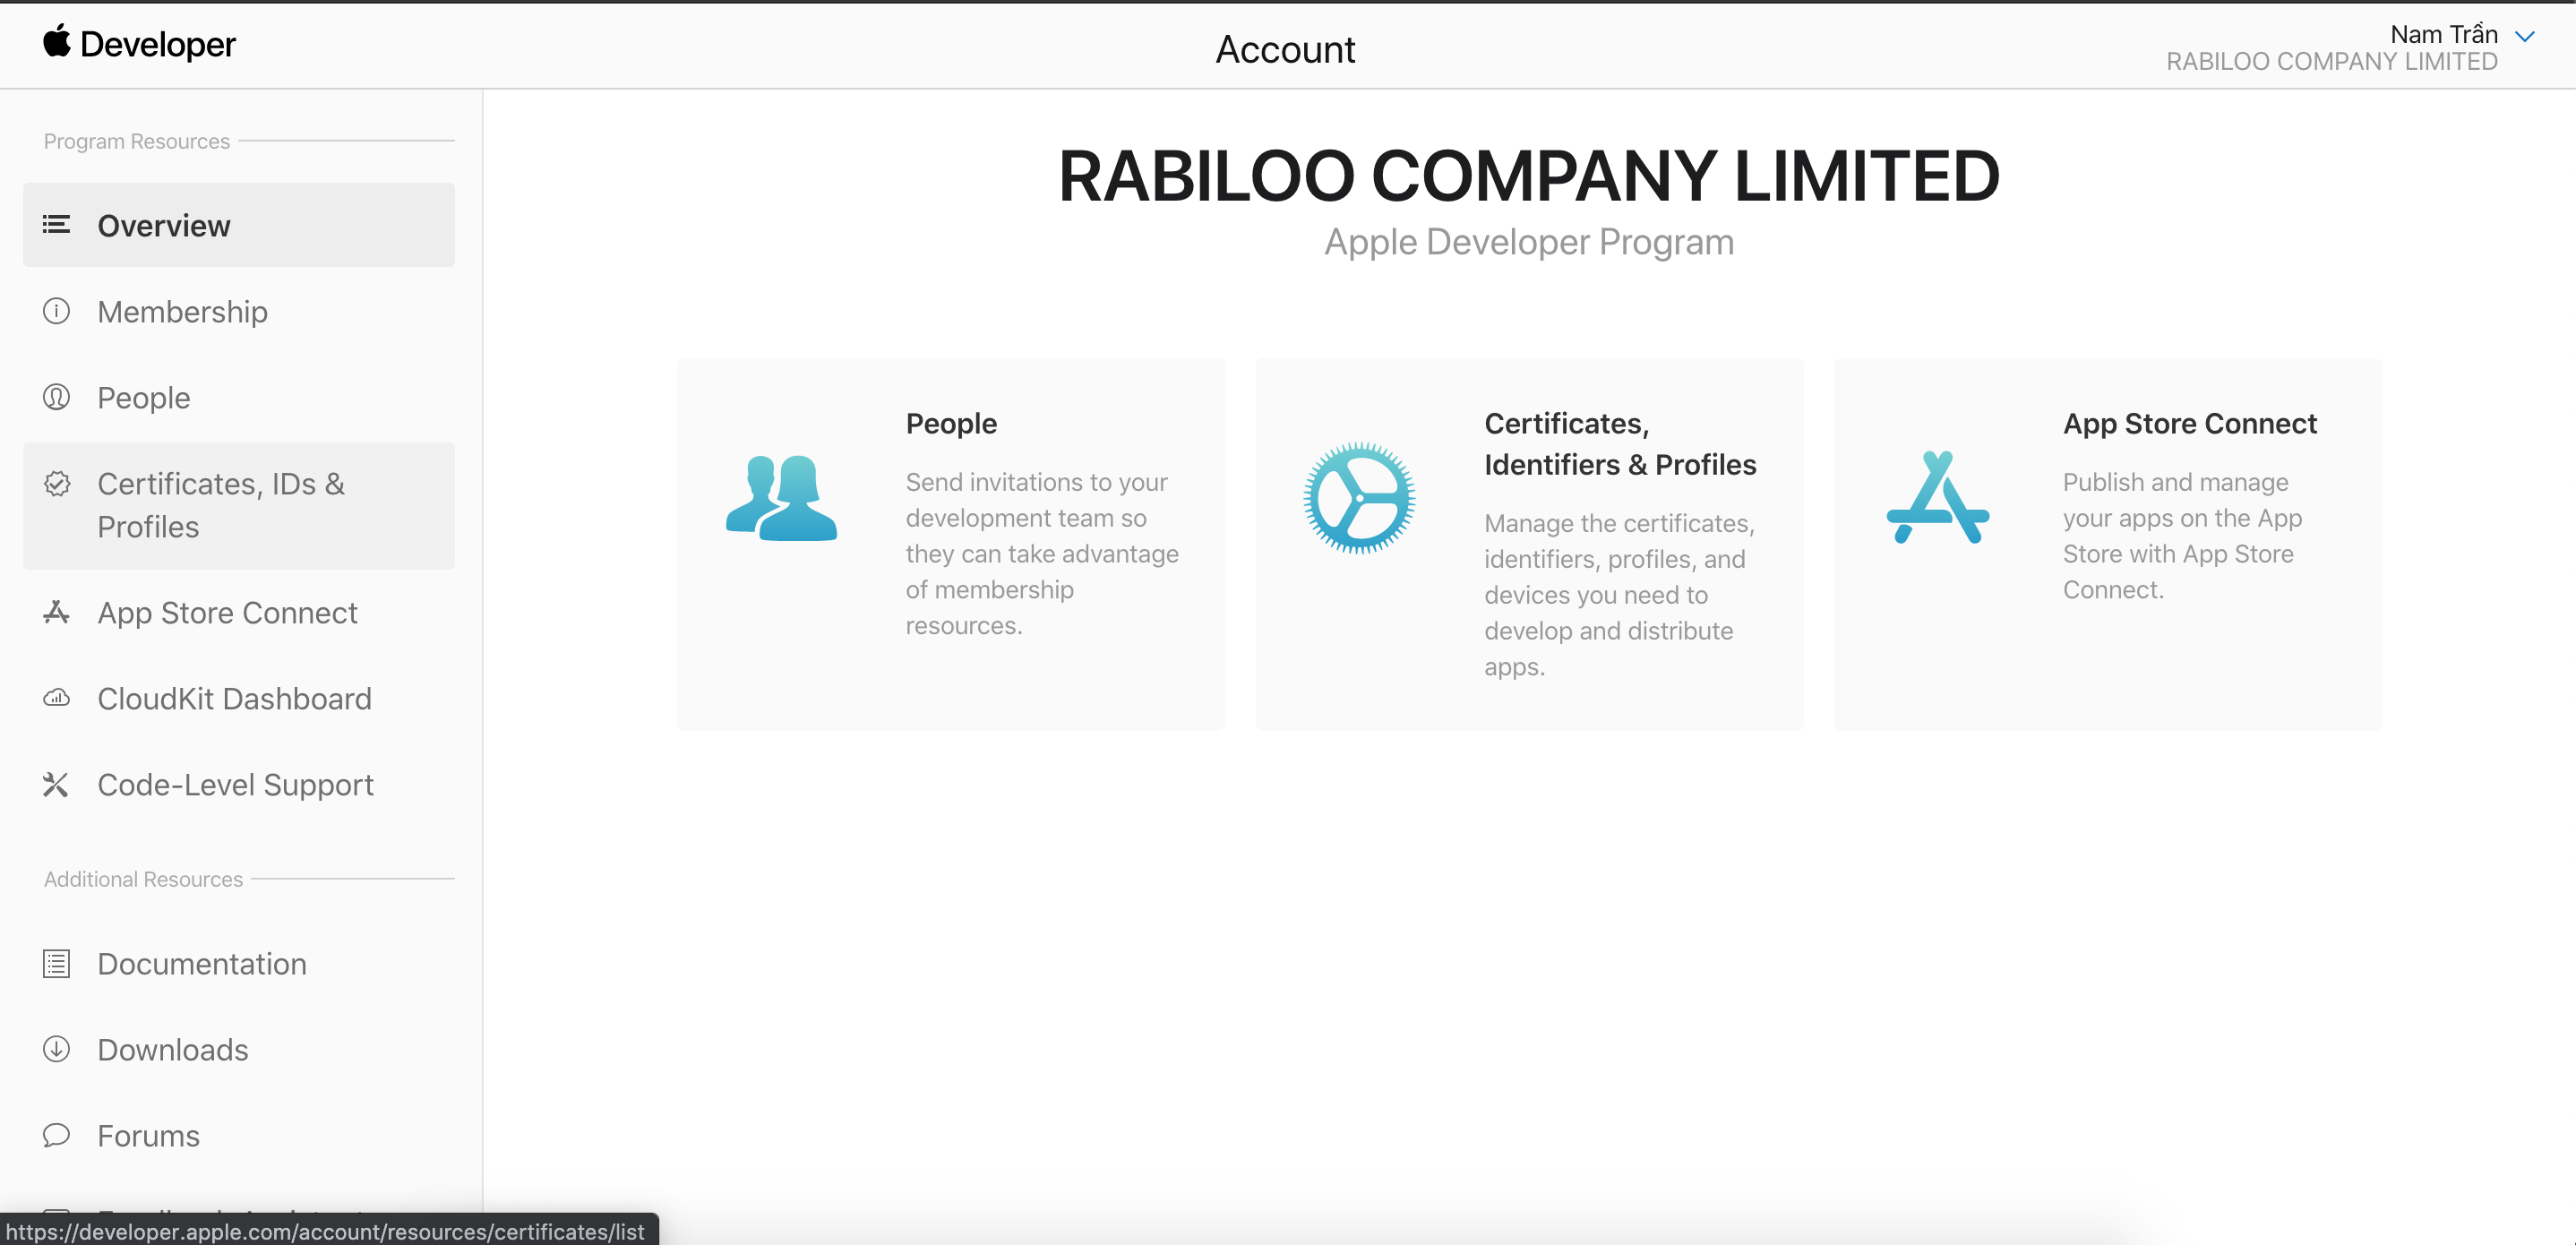 Developer
Account
Nam Trần
RABILOO COMPANY LIMITED
Program Resources
Overview
Membership
People
Certificates, IDs &
Profiles
App Store Connect
CloudKit Dashboard
Code-Level Support
Additional Resources
Documentation
Downloads
Forums
https://developer.apple.com/account/resources/certificates/list
RABILOO COMPANY LIMITED
Apple Developer Program
People
Send invitations to your
development team so
they can take advantage
of membership
resources.
Certificates,
Identifiers & Profiles
Manage the certificates,
identifiers, profiles, and
devices you need to
develop and distribute
apps.
App Store Connect
Publish and manage
your apps on the App
Store with App Store
Connect.